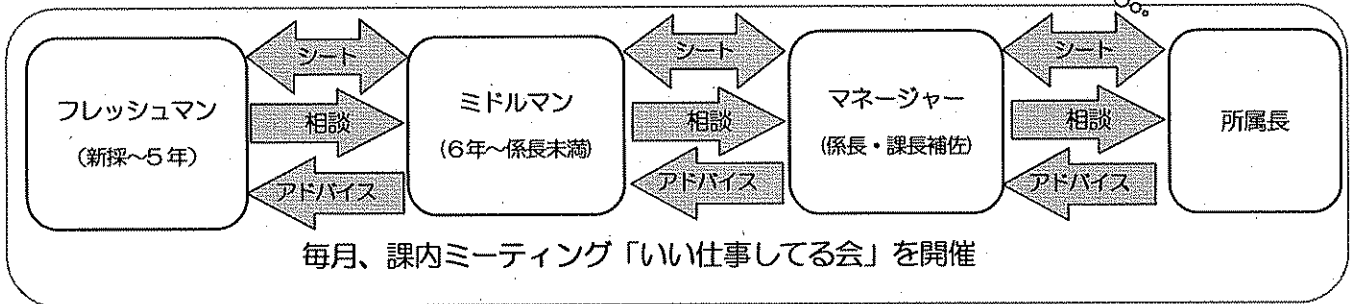 シート シート シート
フレッシュマン ミドルマン マネージャー 所属長
(新採~5年) (6年~係長未満) (係長・課長補佐)
相談 相談 相談
アドバイス アドバイス アドバイス
毎月、課内ミーティング「いい仕事してる会」を開催